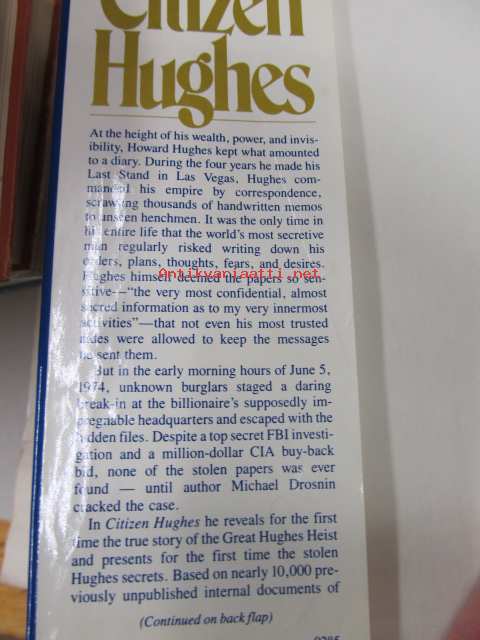 Citizen
Hughes
At the height of his wealth, power, and invis-
ibility, Howard Hughes kept what amounted
to a diary. During the four years he made his
Last Stand in Las Vegas, Hughes com-
manded his empire by correspondence,
scrawling thousands of handwritten memos
to unseen henchmen. It was the only time in
his entire life that the world's most secretive
man regularly risked writing down his
orders, plans, thoughts, fears, and desires.
Hughes himself deemed the papers so sen-
sitive—"the very most confidential, almost
sacred information as to my very innermost
activities"—that not even his most trusted
aides were allowed to keep the messages
he sent them.
But in the early morning hours of June 5,
1974, unknown burglars staged a daring
break-in at the billionaire's supposedly im-
pregnable headquarters and escaped with the
hidden files. Despite a top secret FBI investi-
gation and a million-dollar CIA buy-back
bid, none of the stolen papers was ever
found — until author Michael Drosnin
cracked the case.
In Citizen Hughes he reveals for the first
time the true story of the Great Hughes Heist
and presents for the first time the stolen
Hughes secrets. Based on nearly 10,000 pre-
viously unpublished internal documents of
(Continued on back flap)
Antikvariaatti.net